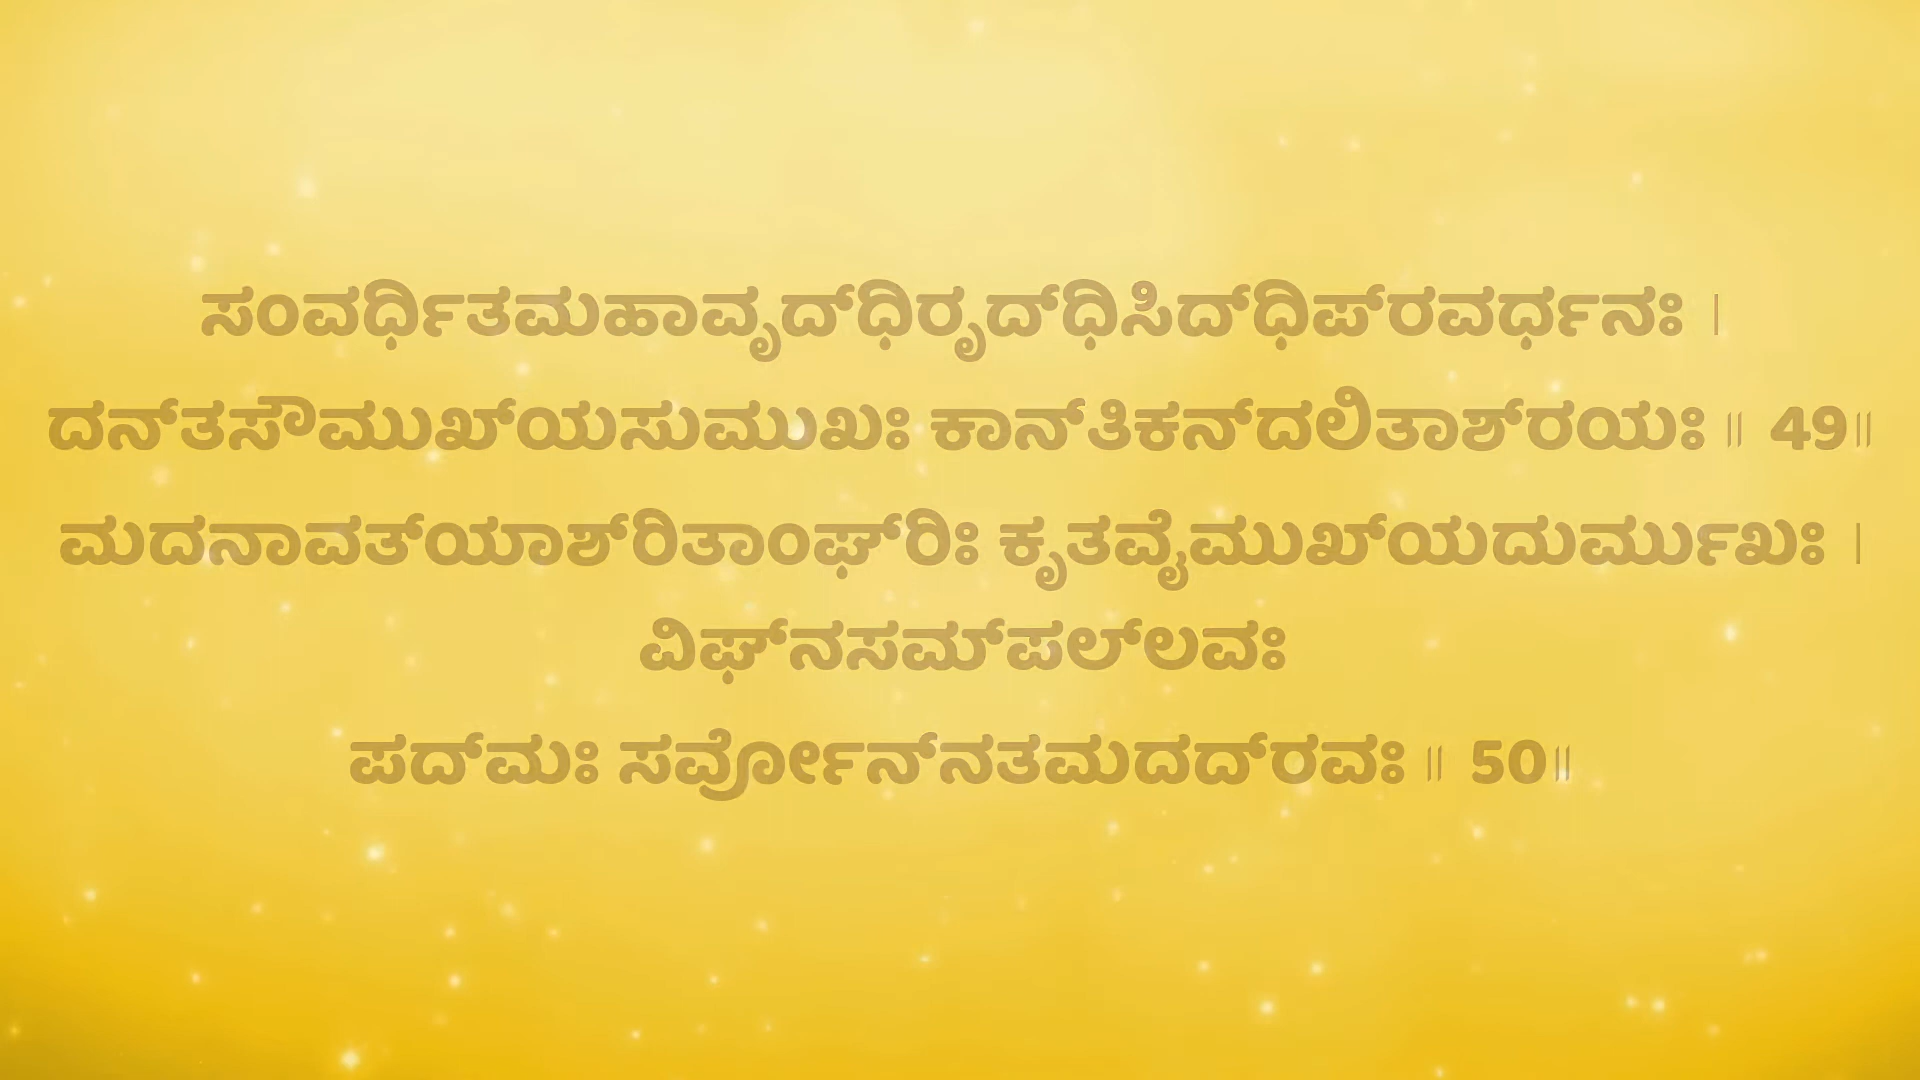 ಸಂವರ್ಧಿತಮಹಾವೃದ್‌ಧಿರೃದ್‌ಧಿಸಿದ್‌ಧಿಪ್‌ರವರ್ಧನಃ |
ದನ್‌ತಸೌಮುಖ್‌ಯಸುಮುಖಃ ಕಾನ್‌ತಿಕನ್‌ದಲಿತಾಶ್‌ರಯಃ ॥ 49॥
ಮದನಾವತ್‌ಯಾಶ್‌ರಿತಾಂಘ್‌ರಿಃ ಕೃತವೈಮುಖ್‌ಯದುರ್ಮುಖಃ |
ವಿಘ್‌ನಸಮ್‌ಪಲ್‌ಲವಃ
ಪದ್‌ಮಃ ಸರ್ವೋನ್‌ನತಮದದ್‌ರವಃ ॥ 50॥